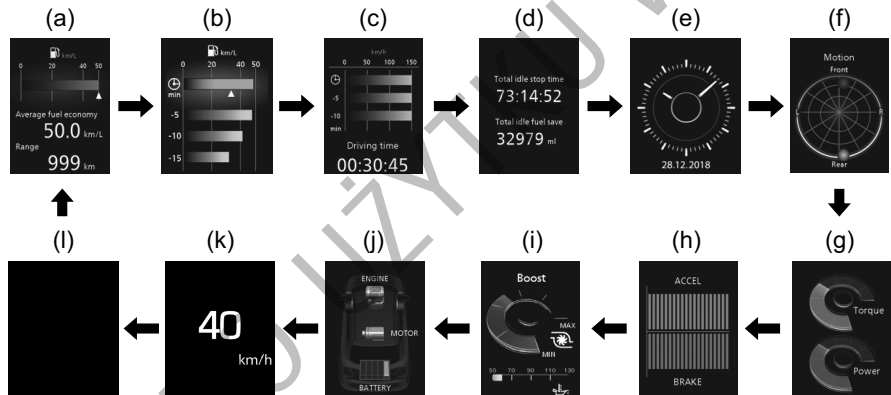 (a)
km/L
0 20 50
Average fuel economy
50.0 km/L
Range
999 km
(b)
km/L
0 20 40 50
min
-5
-10
-15
(c)
km/h
0 50 100 150
-5
-10
min
Driving time
00:30:45
(d)
Total idle stop time
73:14:52
Total idle fuel save
32979 ml
(e)
28.12.2018
(f)
Motion
Front
L R
Rear
(l)
(k)
40
km/h
(j)
ENGINE
MOTOR
BATTERY
(i)
Boost
MAX
MIN
50 70 90 110 130
(h)
ACCEL
BRAKE
(g)
Torque
Power
DO UŻYTKU W